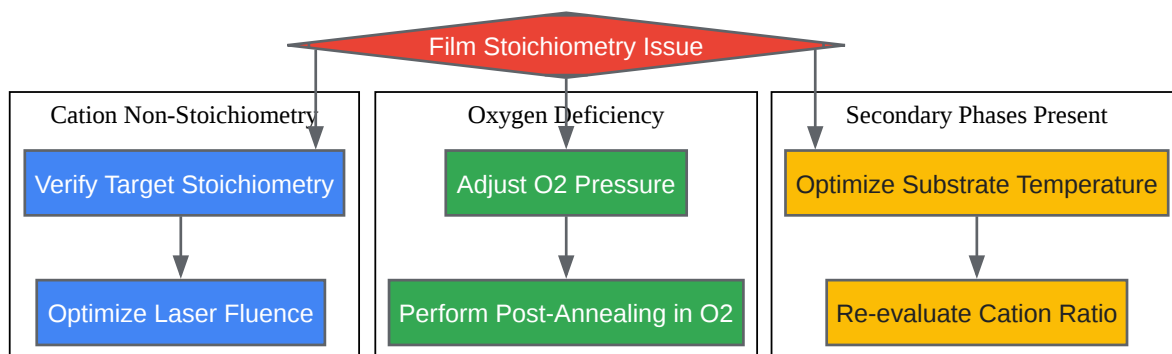 Film Stoichiometry Issue
Cation Non-Stoichiometry
Oxygen Deficiency
Secondary Phases Present
Verify Target Stoichiometry
Adjust O2 Pressure
Optimize Substrate Temperature
Optimize Laser Fluence
Perform Post-Annealing in O2
Re-evaluate Cation Ratio